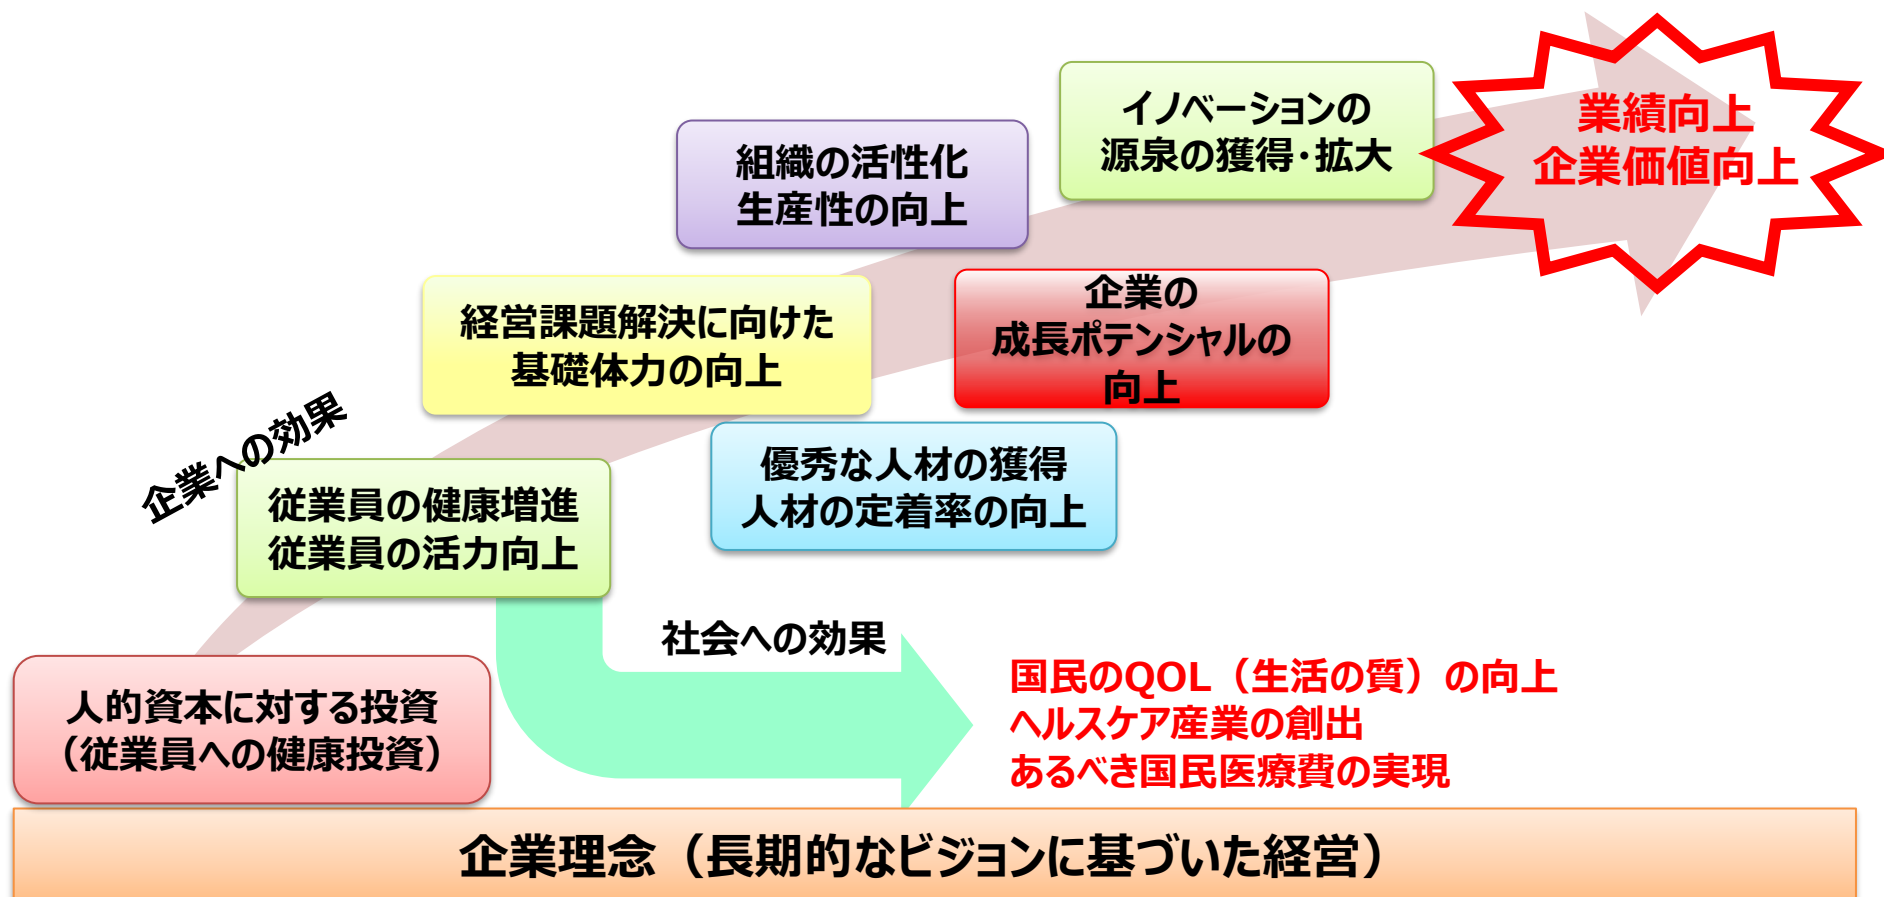 業績向上
企業価値向上
イノベーションの
源泉の獲得・拡大
組織の活性化
生産性の向上
企業の
成長ポテンシャルの
向上
経営課題解決に向けた
基礎体力の向上
優秀な人材の獲得
人材の定着率の向上
企業への効果
従業員の健康増進
従業員の活力向上
社会への効果
国民のQOL（生活の質）の向上
ヘルスケア産業の創出
あるべき国民医療費の実現
人的資本に対する投資
（従業員への健康投資）
企業理念（長期的なビジョンに基づいた経営）